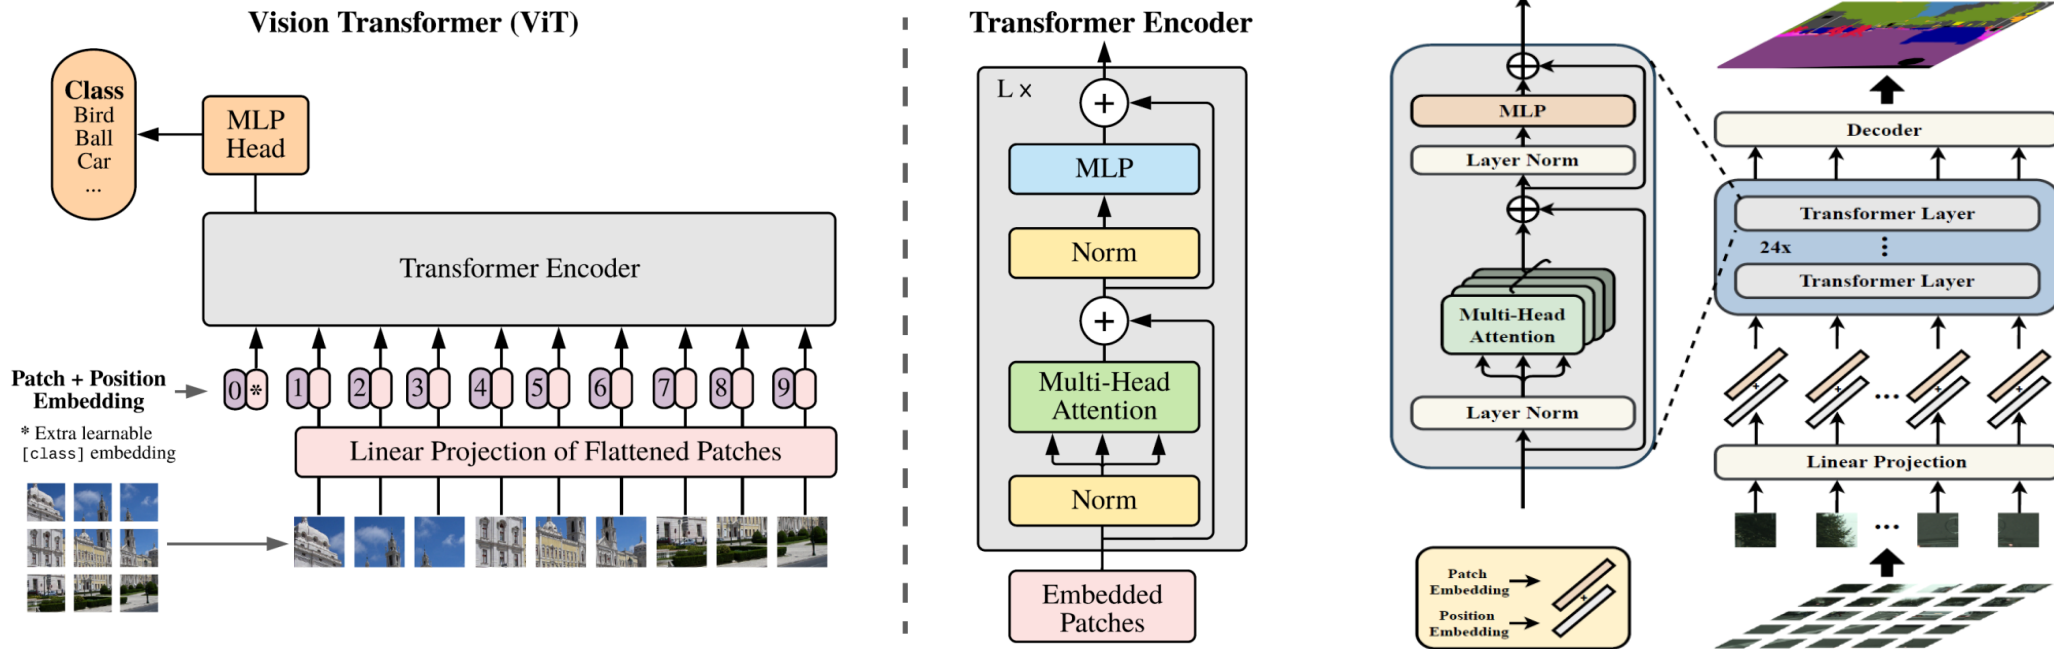 Vision Transformer (ViT)
Class
Bird
Ball
Car
...
MLP
Head
Transformer Encoder
Patch + Position
Embedding
* Extra learnable
[class] embedding
0 *
1
2
3
4
5
6
7
8
9
Linear Projection of Flattened Patches
Transformer Encoder
L ×
+
MLP
Norm
+
Multi-Head
Attention
Norm
Embedded
Patches
MLP
Layer Norm
Multi-Head
Attention
Layer Norm
Patch
Embedding
+
Position
Embedding
Decoder
Transformer Layer
24x
Transformer Layer
+ + ... + +
Linear Projection
...